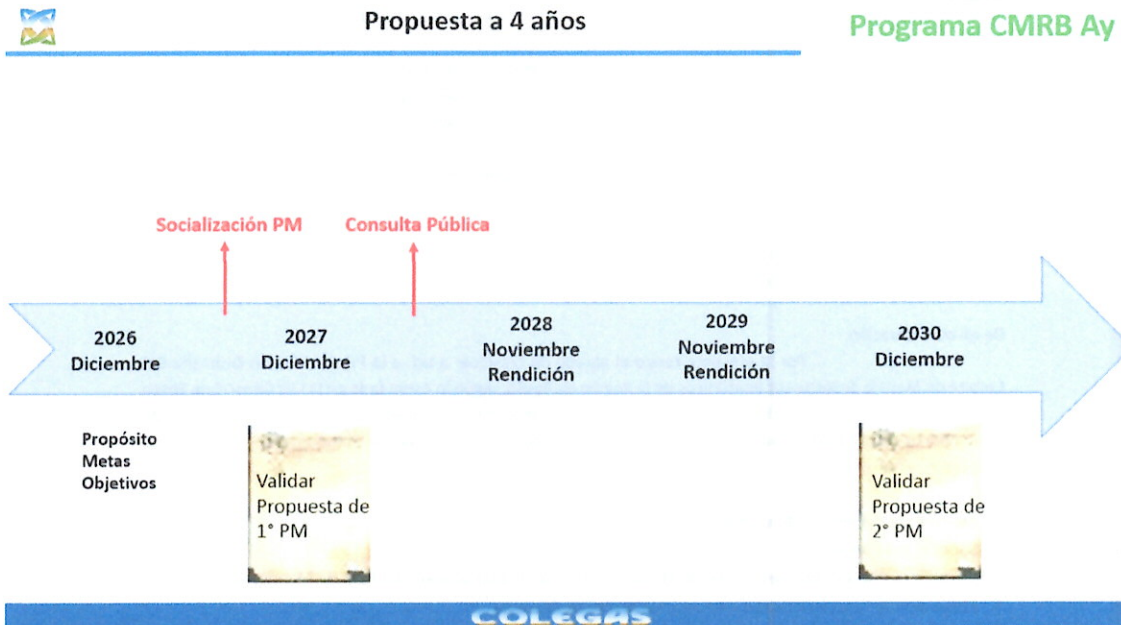 Propuesta a 4 años
Programa CMRB Ay
Socialización PM
Consulta Pública
2026
Diciembre
2027
Diciembre
2028
Noviembre
Rendición
2029
Noviembre
Rendición
2030
Diciembre
Propósito
Metas
Objetivos
Validar
Propuesta de
1° PM
Validar
Propuesta de
2° PM
COLEGAS